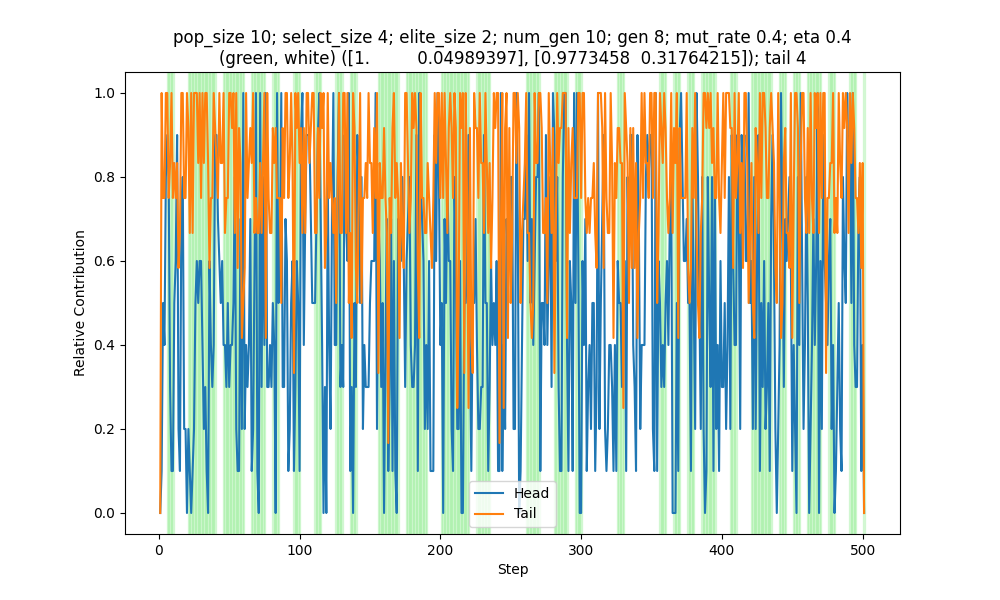 pop_size 10; select_size 4; elite_size 2; num_gen 10; gen 8; mut_rate 0.4; eta 0.4
(green, white) ([1. 0.04989397], [0.9773458 0.31764215]); tail 4
1.0
0.8
0.6
0.4
0.2
0.0
Relative Contribution
Head
Tail
0 100 200 300 400 500
Step